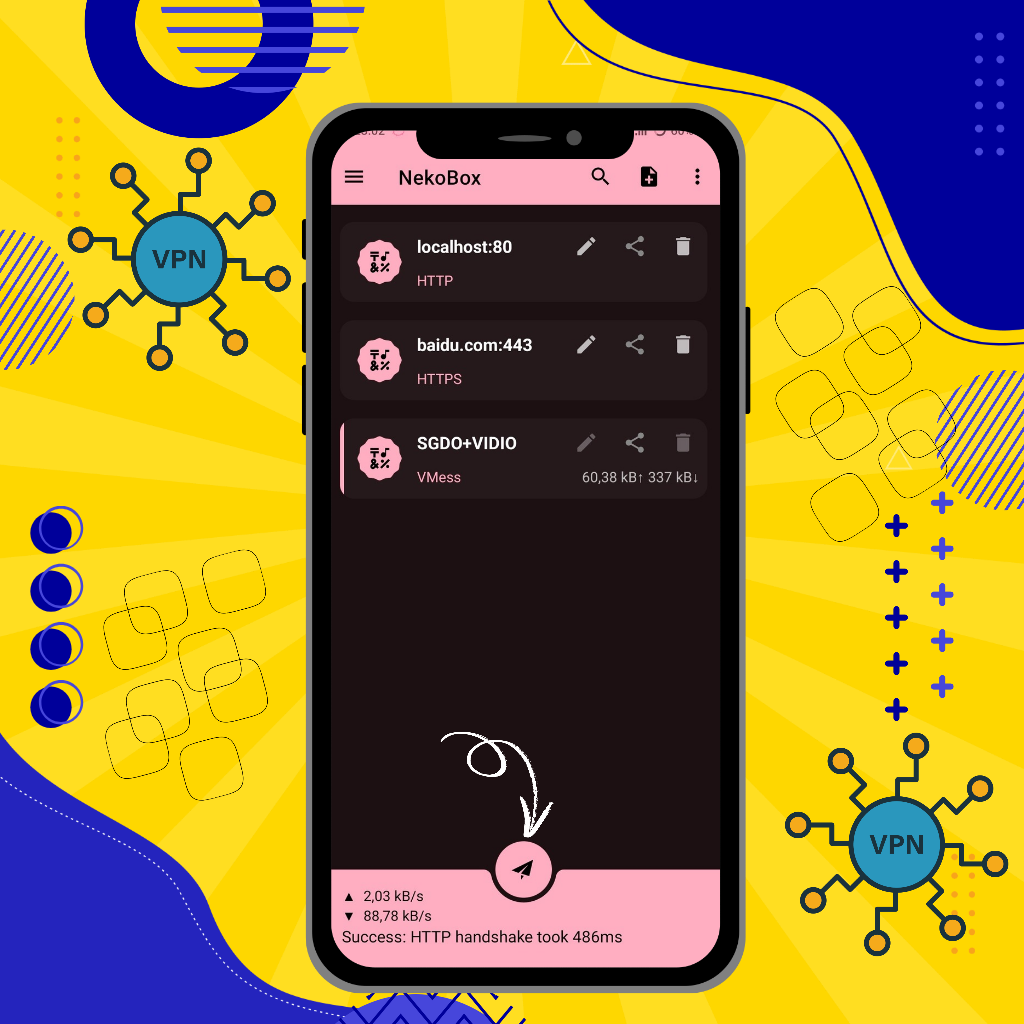 NekoBox
VPN
localhost:80
HTTP
baidu.com:443
HTTPS
SGDO+VIDIO
VMess
60,38 kB↑ 337 kB↓
VPN
▲ 2,03 kB/s
▼ 88,78 kB/s
Success: HTTP handshake took 486ms